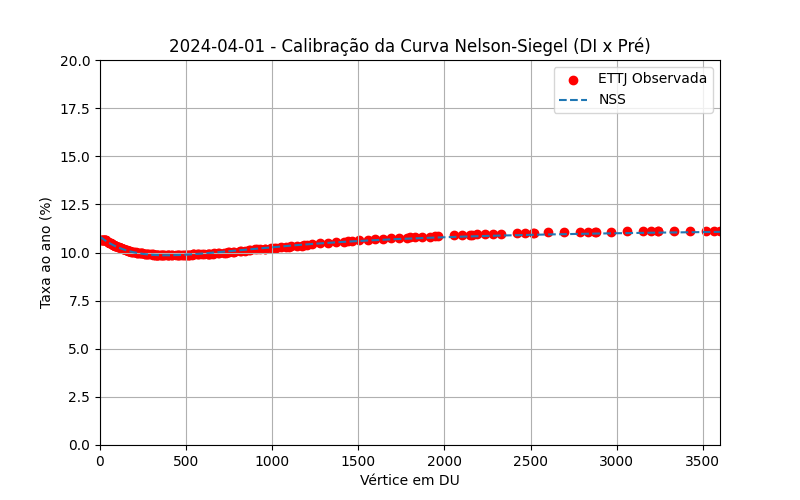 2024-04-01 - Calibração da Curva Nelson-Siegel (DI x Pré)
ETTJ Observada
NSS
Taxa ao ano (%)
20.0
17.5
15.0
12.5
10.0
7.5
5.0
2.5
0.0
0 500 1000 1500 2000 2500 3000 3500
Vértice em DU